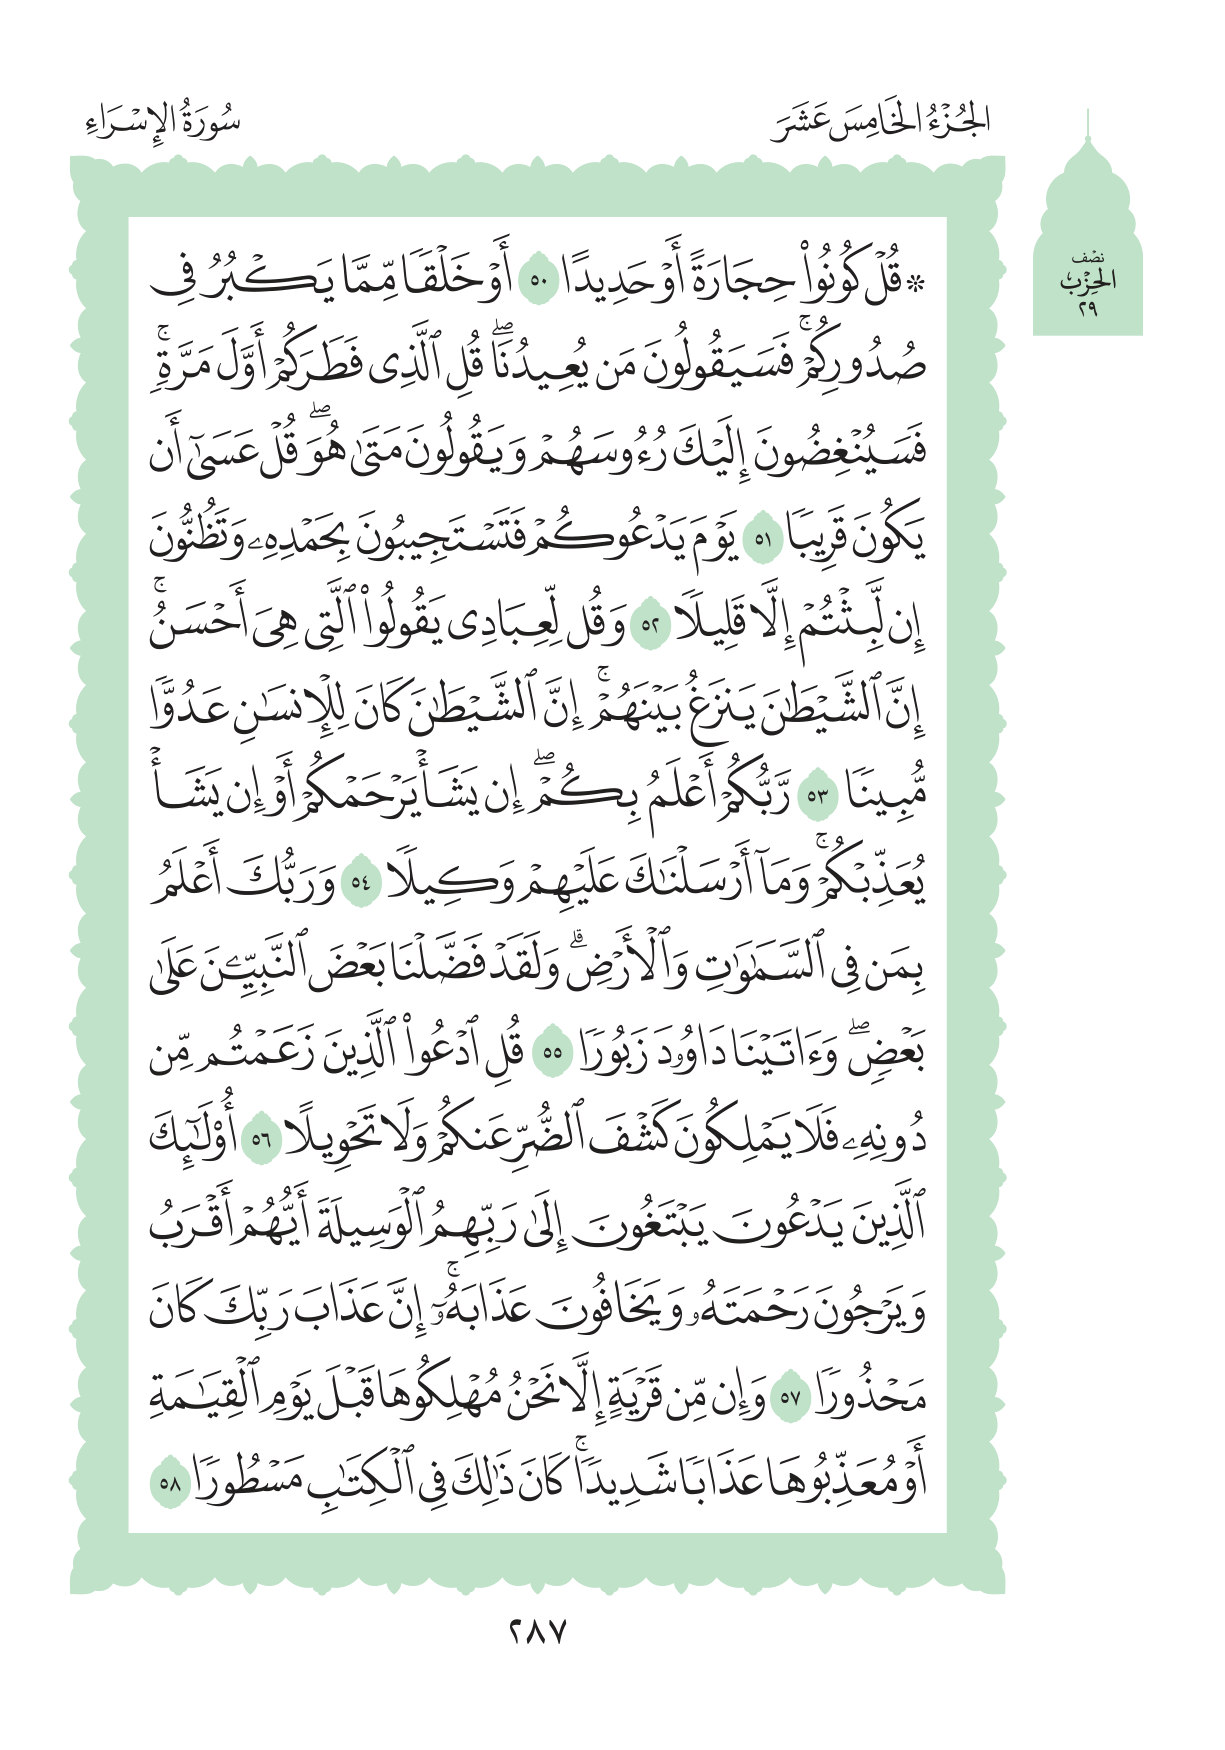 الجُزْءُ الخَامِسَ عَشَرَ
سُورَةُ الإِسْرَاءِ
نصف
الحِزْب
٢٩
۞ قُلْ كُونُوا۟ حِجَارَةً أَوْ حَدِيدًا ٥٠ أَوْ خَلْقًا مِّمَّا يَكْبُرُ فِى
صُدُورِكُمْۚ فَسَيَقُولُونَ مَن يُعِيدُنَاۖ قُلِ ٱلَّذِى فَطَرَكُمْ أَوَّلَ مَرَّةٍۚ
فَسَيُنْغِضُونَ إِلَيْكَ رُءُوسَهُمْ وَيَقُولُونَ مَتَىٰ هُوَۖ قُلْ عَسَىٰٓ أَن
يَكُونَ قَرِيبًا ٥١ يَوْمَ يَدْعُوكُمْ فَتَسْتَجِيبُونَ بِحَمْدِهِۦ وَتَظُنُّونَ
إِن لَّبِثْتُمْ إِلَّا قَلِيلًا ٥٢ وَقُل لِّعِبَادِى يَقُولُوا۟ ٱلَّتِى هِىَ أَحْسَنُۚ
إِنَّ ٱلشَّيْطَٰنَ يَنزَغُ بَيْنَهُمْۚ إِنَّ ٱلشَّيْطَٰنَ كَانَ لِلْإِنسَٰنِ عَدُوًّا
مُّبِينًا ٥٣ رَّبُّكُمْ أَعْلَمُ بِكُمْۖ إِن يَشَأْ يَرْحَمْكُمْ أَوْ إِن يَشَأْ
يُعَذِّبْكُمْۚ وَمَآ أَرْسَلْنَٰكَ عَلَيْهِمْ وَكِيلًا ٥٤ وَرَبُّكَ أَعْلَمُ
بِمَن فِى ٱلسَّمَٰوَٰتِ وَٱلْأَرْضِۗ وَلَقَدْ فَضَّلْنَا بَعْضَ ٱلنَّبِيِّۦنَ عَلَىٰ
بَعْضٍۖ وَءَاتَيْنَا دَاوُۥدَ زَبُورًا ٥٥ قُلِ ٱدْعُوا۟ ٱلَّذِينَ زَعَمْتُم مِّن
دُونِهِۦ فَلَا يَمْلِكُونَ كَشْفَ ٱلضُّرِّ عَنكُمْ وَلَا تَحْوِيلًا ٥٦ أُو۟لَٰٓئِكَ
ٱلَّذِينَ يَدْعُونَ يَبْتَغُونَ إِلَىٰ رَبِّهِمُ ٱلْوَسِيلَةَ أَيُّهُمْ أَقْرَبُ
وَيَرْجُونَ رَحْمَتَهُۥ وَيَخَافُونَ عَذَابَهُۥٓۚ إِنَّ عَذَابَ رَبِّكَ كَانَ
مَحْذُورًا ٥٧ وَإِن مِّن قَرْيَةٍ إِلَّا نَحْنُ مُهْلِكُوهَا قَبْلَ يَوْمِ ٱلْقِيَٰمَةِ
أَوْ مُعَذِّبُوهَا عَذَابًا شَدِيدًاۚ كَانَ ذَٰلِكَ فِى ٱلْكِتَٰبِ مَسْطُورًا ٥٨
٢٨٧